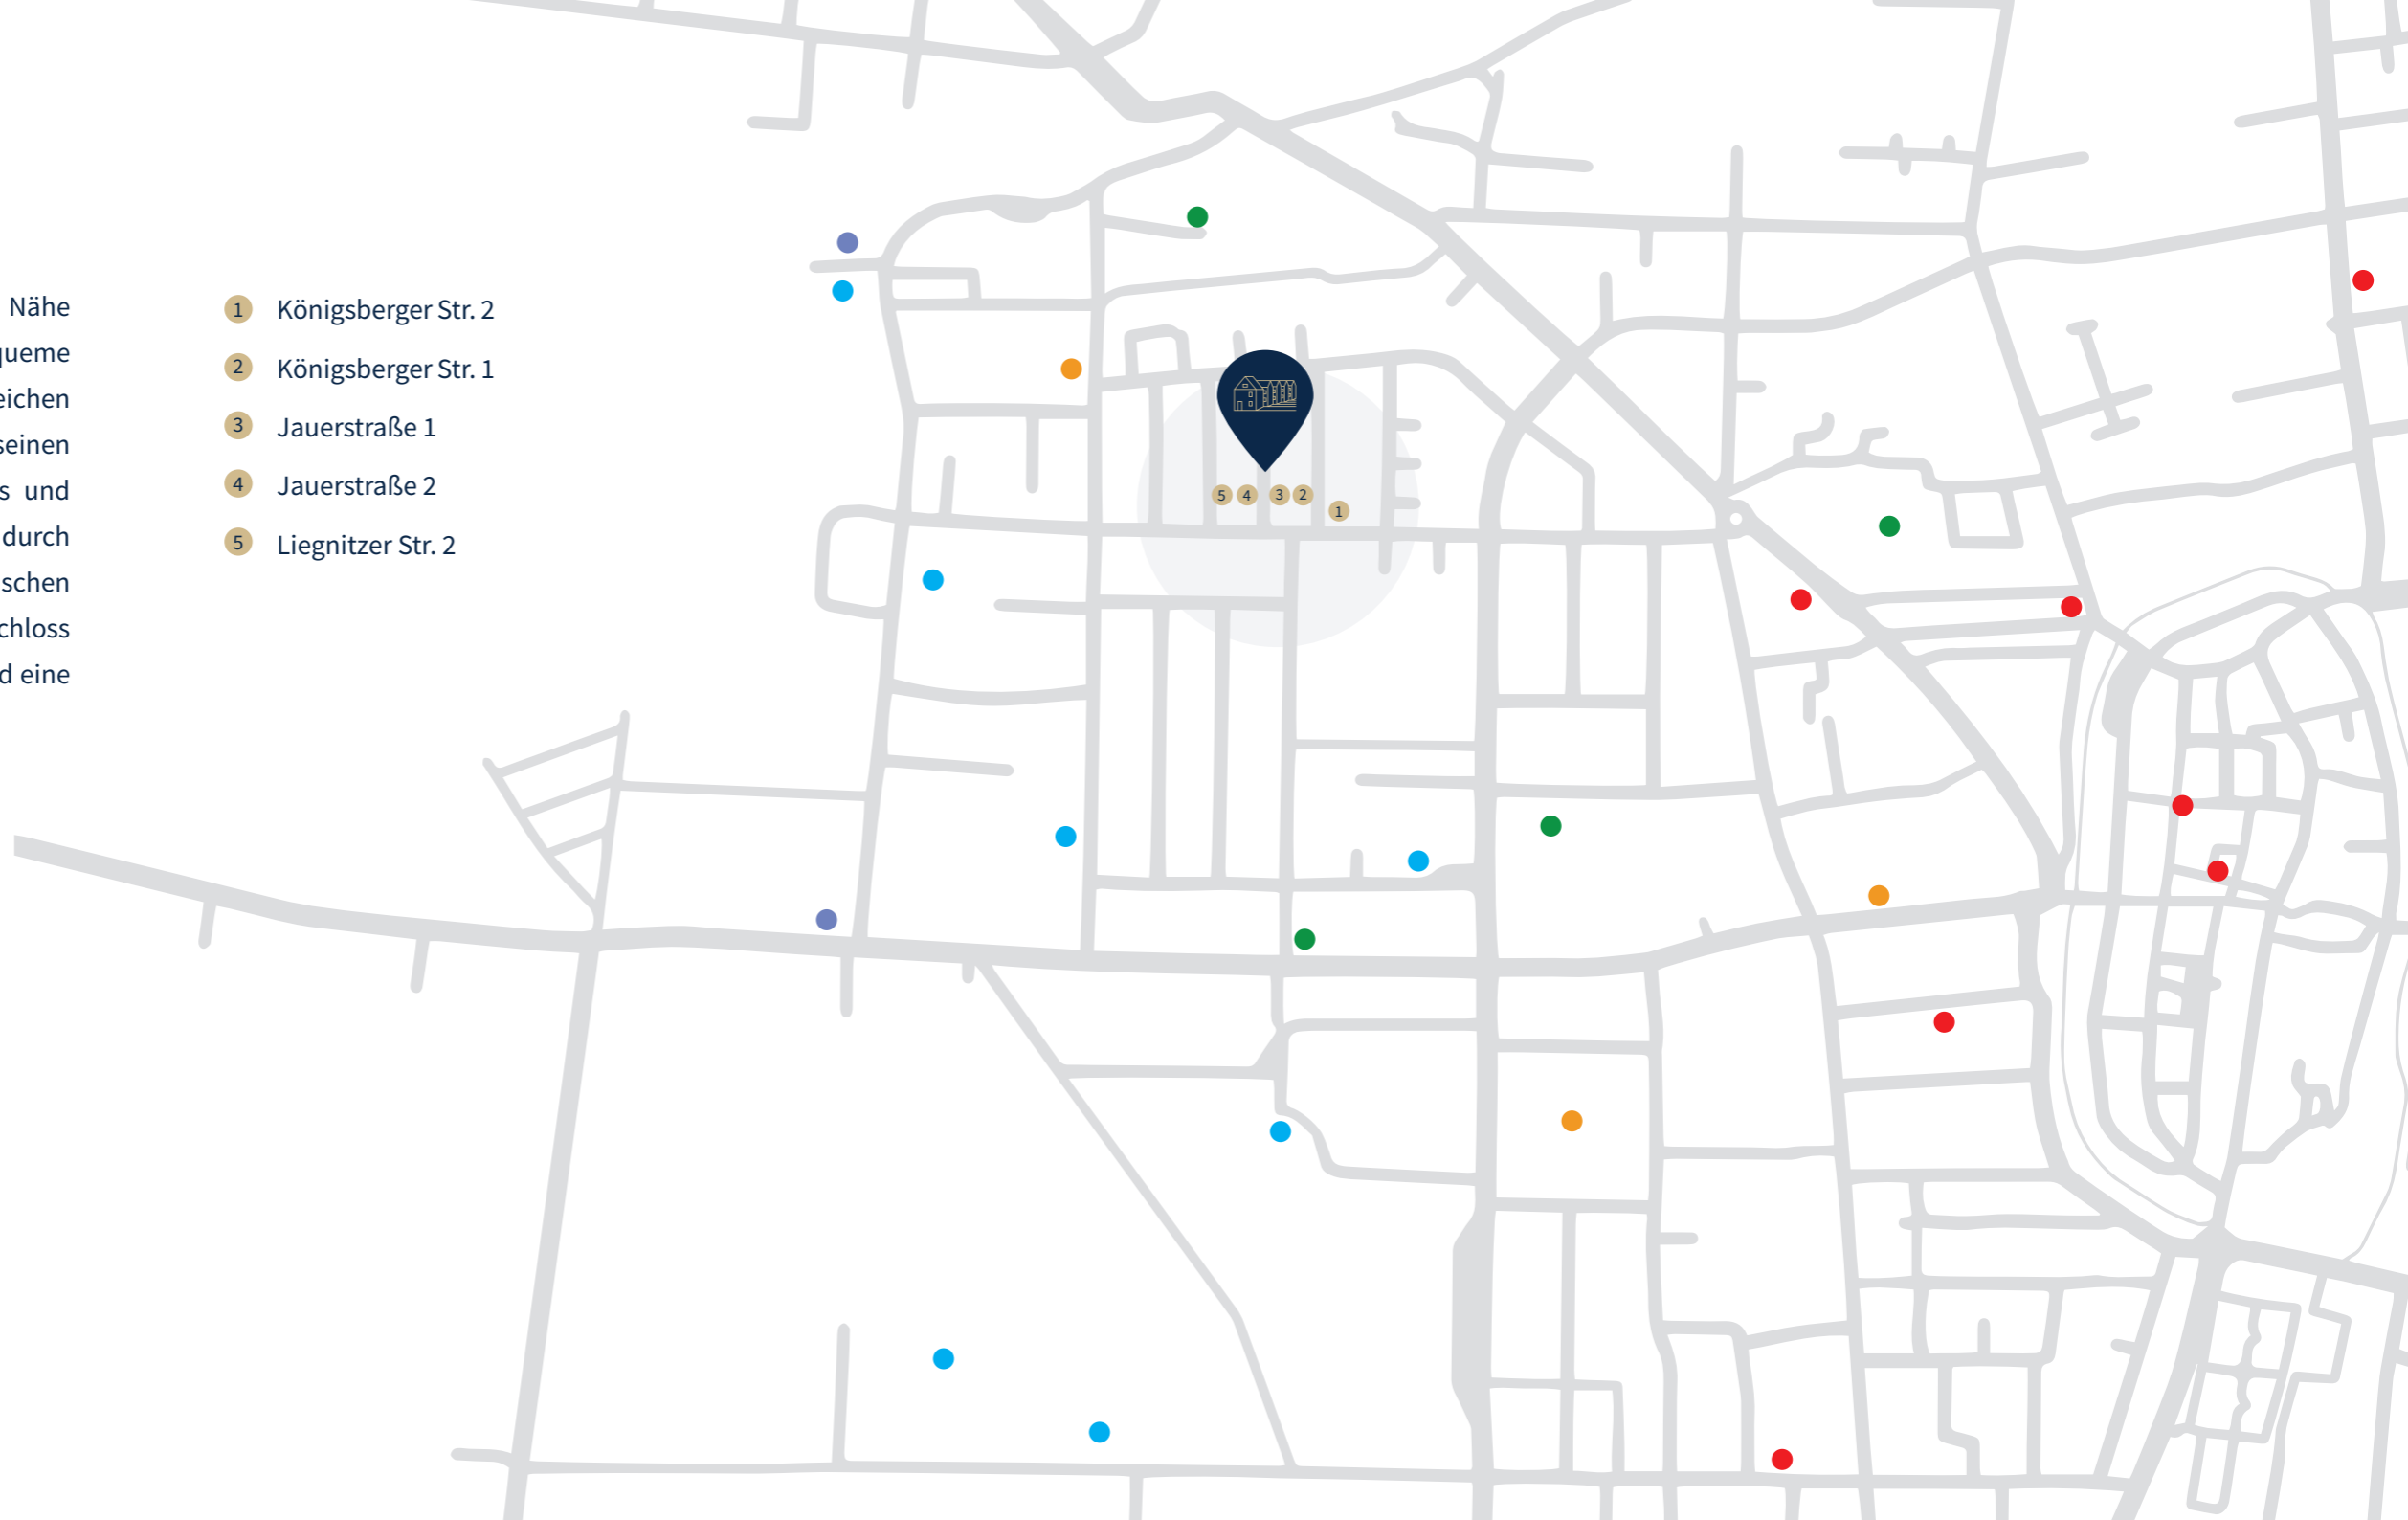 Nähe
queme
eichen
seinen
s und
durch
schen
chloss
d eine
1 Königsberger Str. 2
2 Königsberger Str. 1
3 Jauerstraße 1
4 Jauerstraße 2
5 Liegnitzer Str. 2
5 4 3 2
1